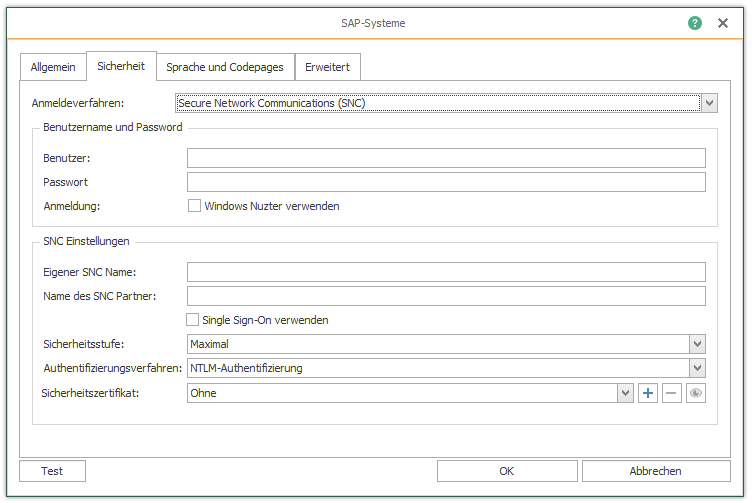 SAP-Systeme
?
Allgemein Sicherheit Sprache und Codepages Erweitert
Anmeldeverfahren: Secure Network Communications (SNC)
Benutzername und Password
Benutzer:
Passwort
Anmeldung: Windows Nuzter verwenden
SNC Einstellungen
Eigener SNC Name:
Name des SNC Partner:
Single Sign-On verwenden
Sicherheitsstufe: Maximal
Authentifizierungsverfahren: NTLM-Authentifizierung
Sicherheitszertifikat: Ohne
Test OK Abbrechen